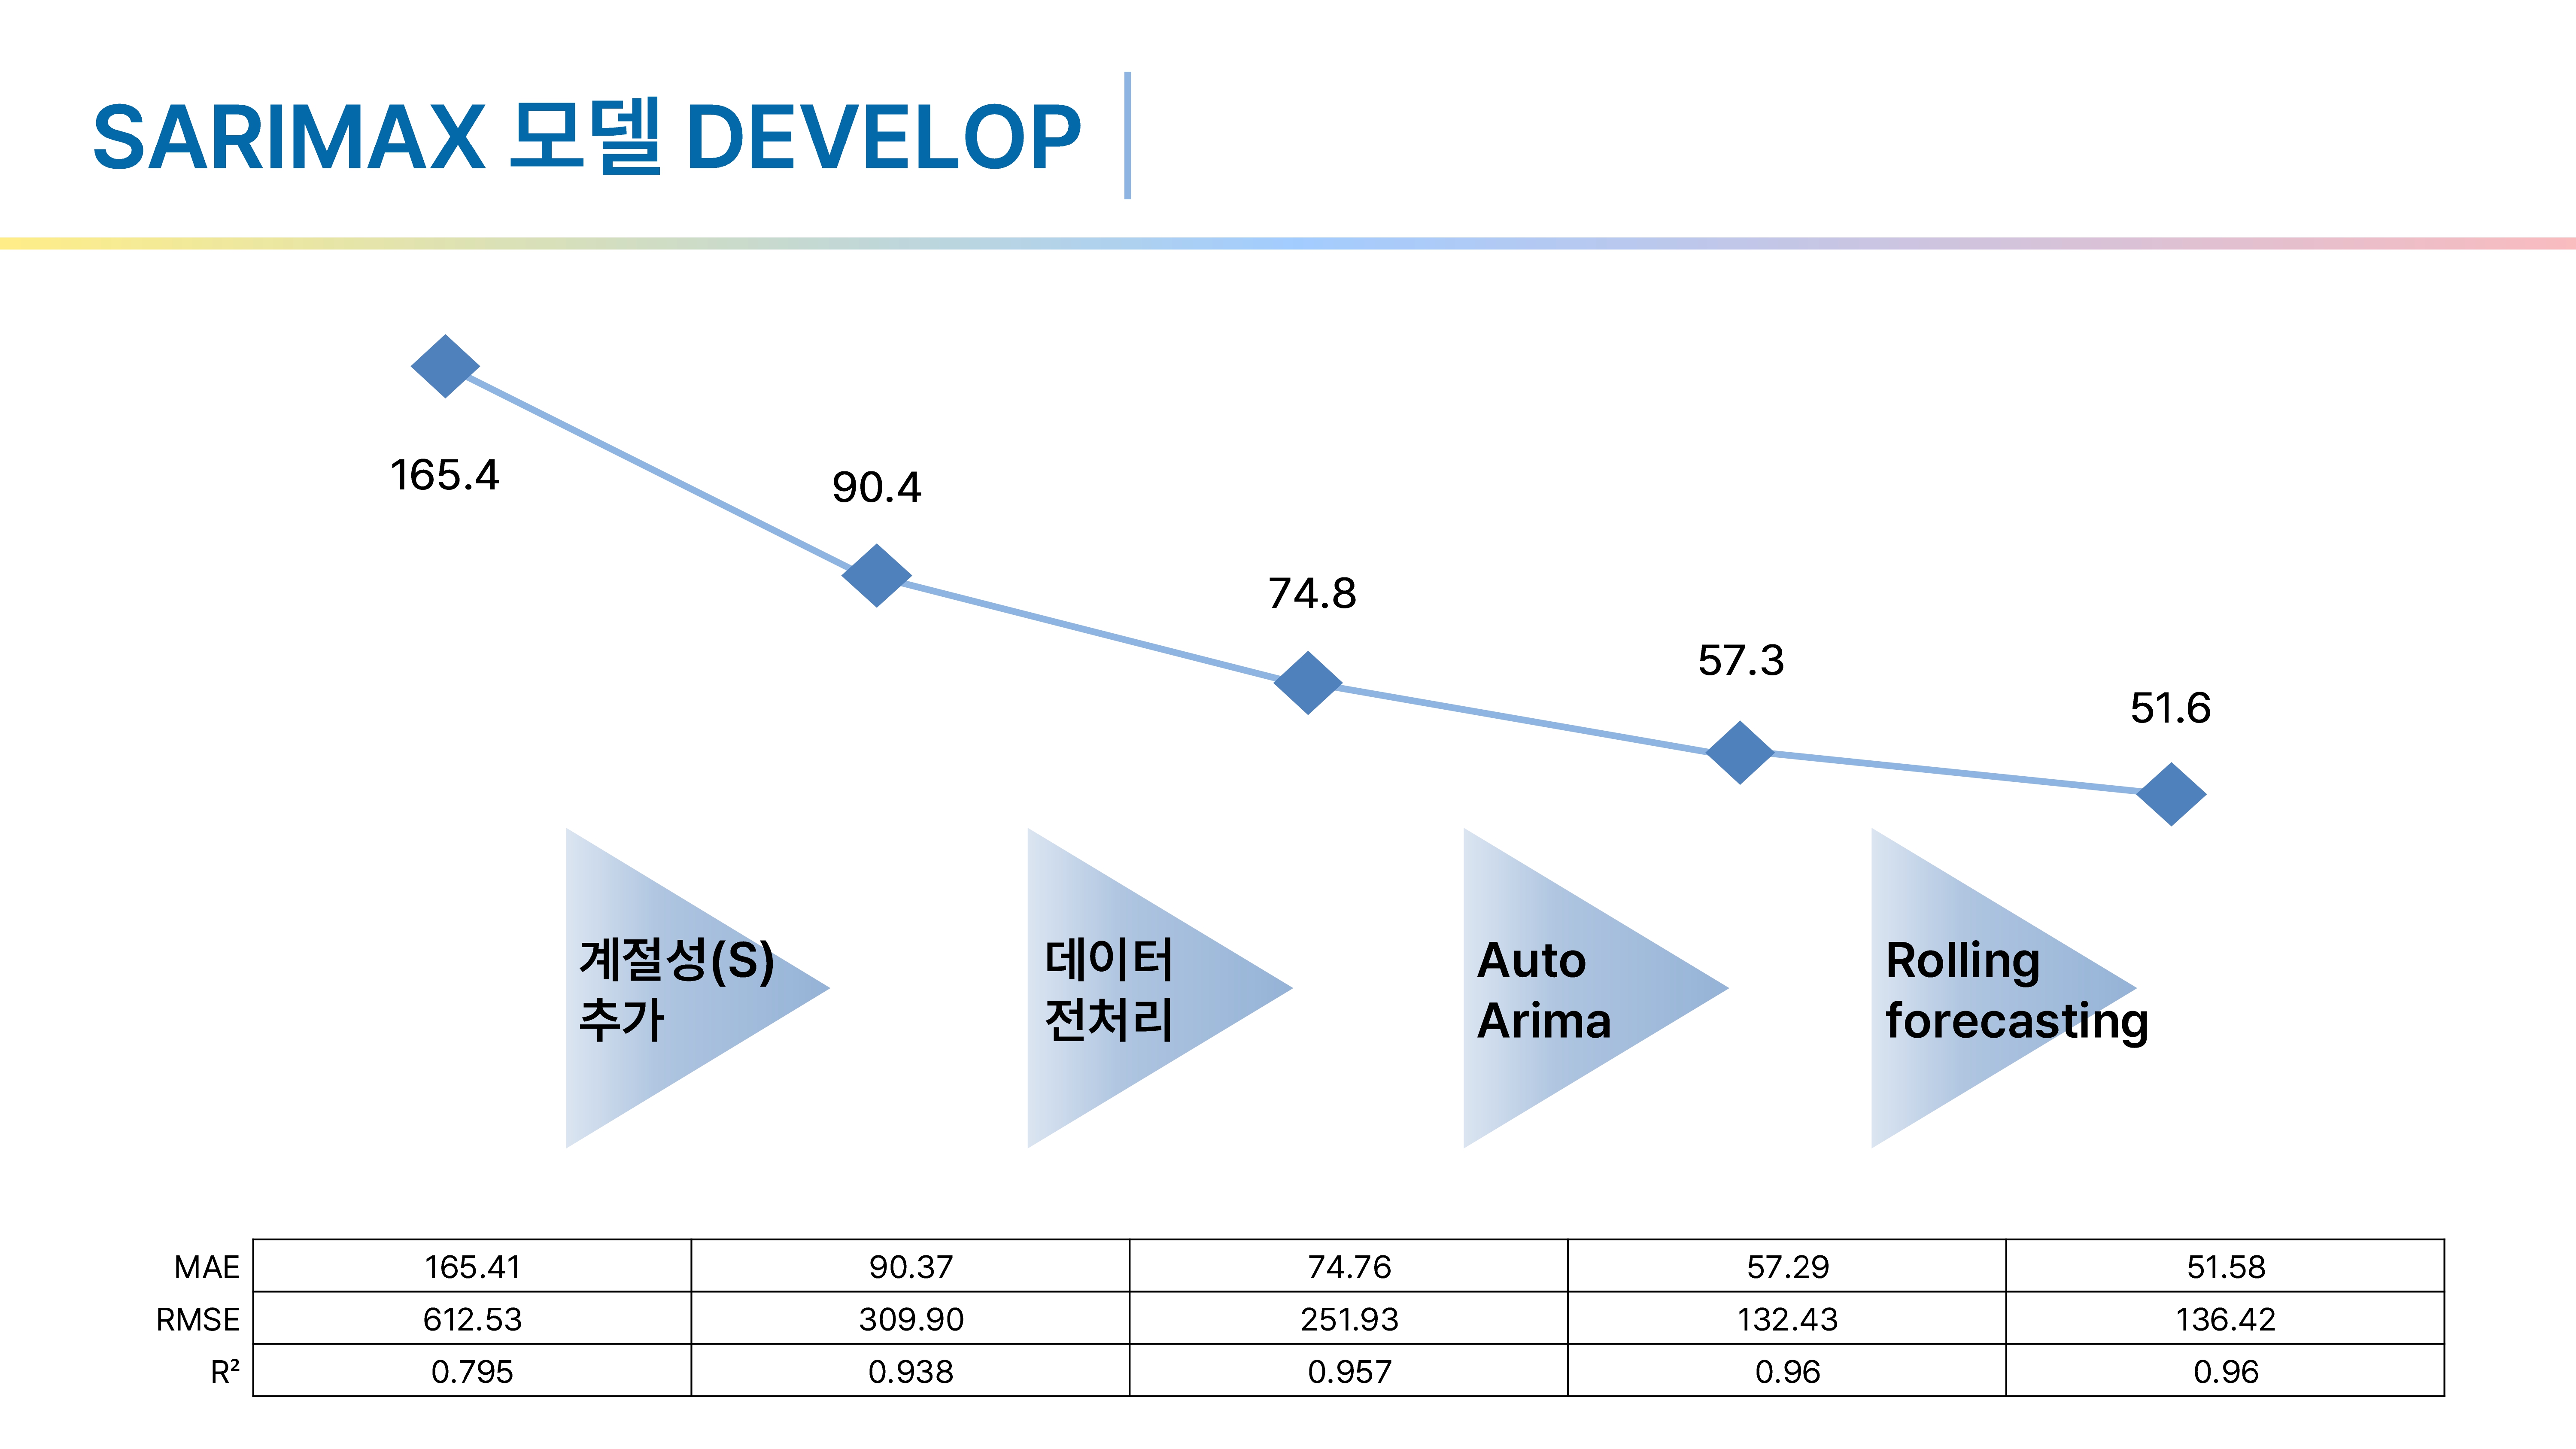 SARIMAX 모델 DEVELOP
165.4
90.4
74.8
57.3
51.6
계절성(S)
추가
데이터
전처리
Auto
Arima
Rolling
forecasting
MAE 165.41 90.37 74.76 57.29 51.58
RMSE 612.53 309.90 251.93 132.43 136.42
R² 0.795 0.938 0.957 0.96 0.96